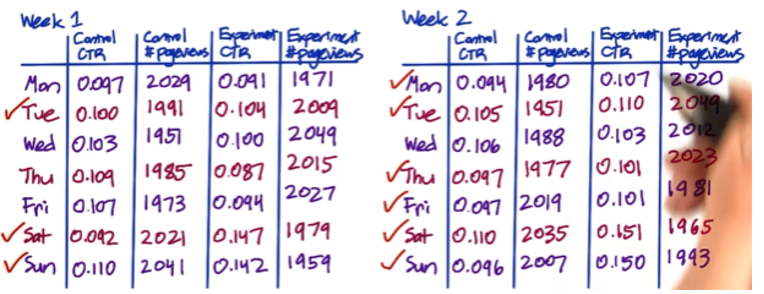 Week 1
Control CTR Control #pageviews Experiment CTR Experiment #pageviews
Mon 0.097 2029 0.091 1971
Tue 0.100 1991 0.104 2009
Wed 0.103 1951 0.100 2049
Thu 0.109 1985 0.087 2015
Fri 0.107 1973 0.094 2027
Sat 0.092 2021 0.147 1979
Sun 0.110 2041 0.142 1959
Week 2
Control CTR Control #pageviews Experiment CTR Experiment #pageviews
Mon 0.094 1980 0.107 2020
Tue 0.105 1951 0.110 2049
Wed 0.106 1988 0.103 2012
Thu 0.097 1977 0.101 2023
Fri 0.097 2019 0.101 1981
Sat 0.110 2035 0.151 1965
Sun 0.096 2007 0.150 1993